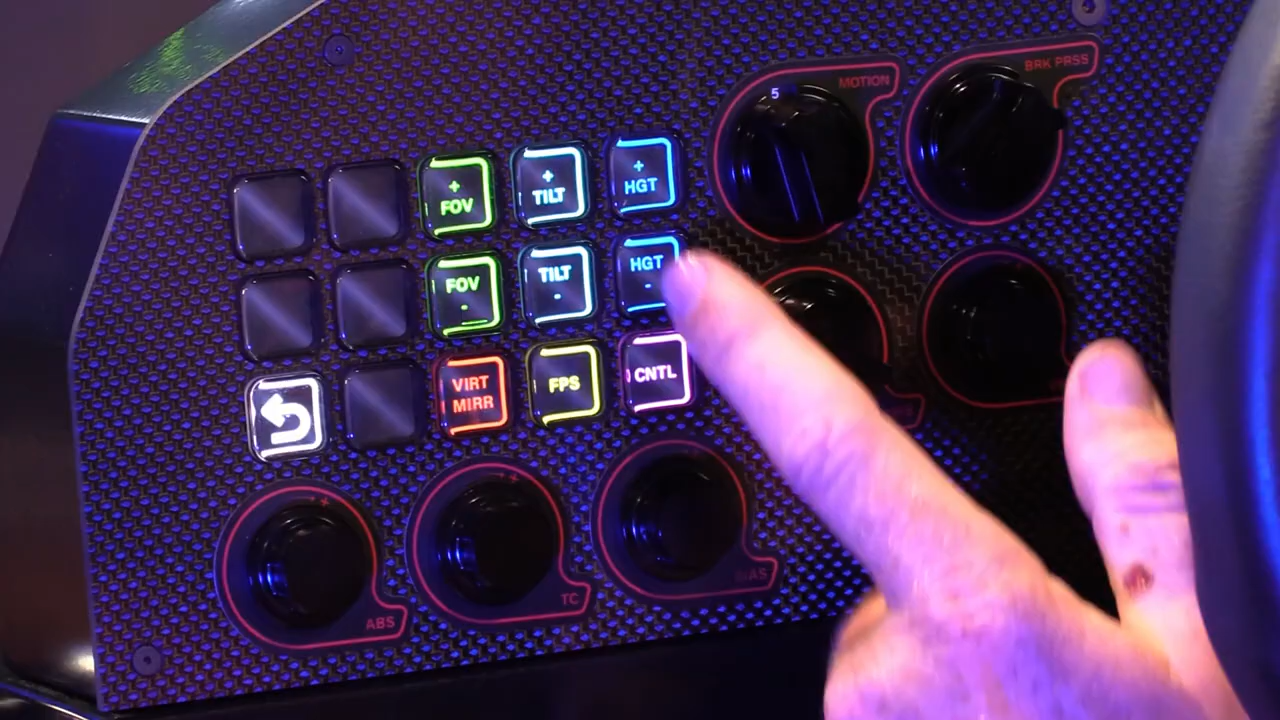 5
MOTION
BRK PRSS
+
FOV
+
TILT
+
HGT
FOV
-
TILT
-
HGT
-
VIRT
MIRR
FPS
CNTL
+
ABS
+
TC
BIAS